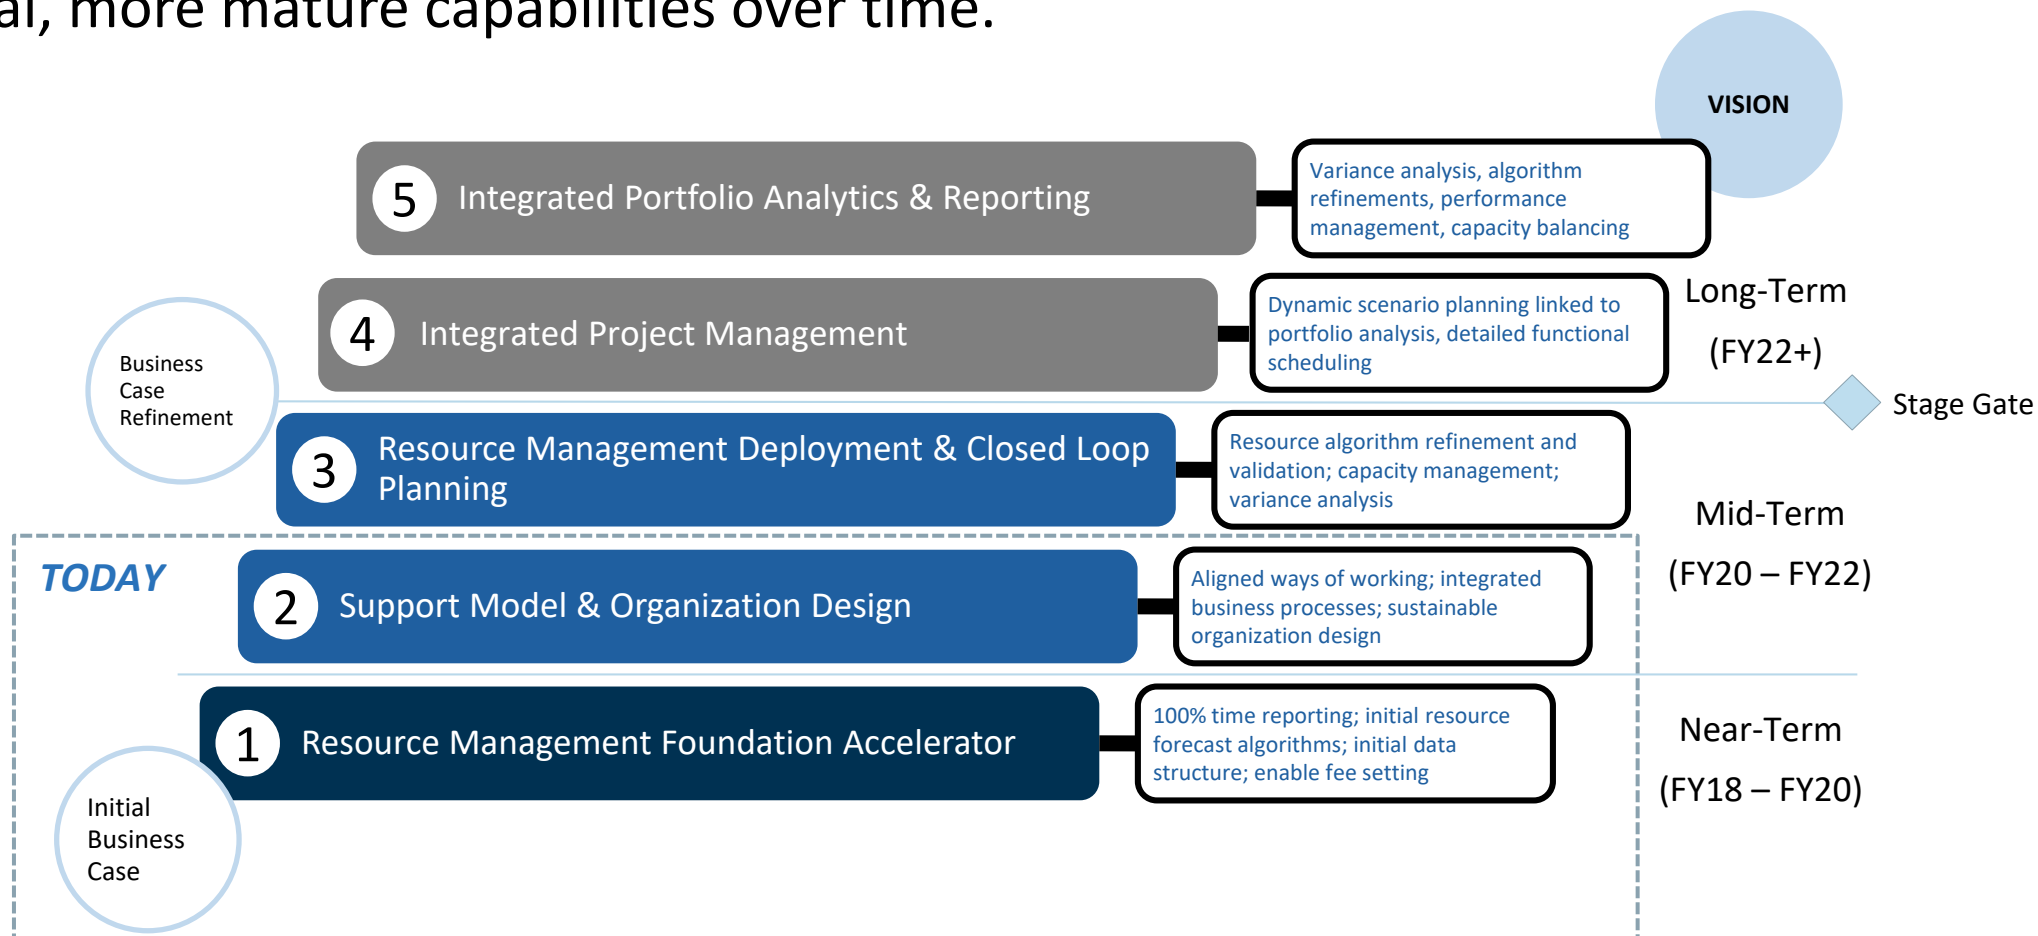 al, more mature capabilities over time.
VISION
5
Integrated Portfolio Analytics & Reporting
Variance analysis, algorithm
refinements, performance
management, capacity balancing
Long-Term
(FY22+)
4
Integrated Project Management
Dynamic scenario planning linked to
portfolio analysis, detailed functional
scheduling
Business
Case
Refinement
Stage Gate
3
Resource Management Deployment & Closed Loop
Planning
Resource algorithm refinement and
validation; capacity management;
variance analysis
Mid-Term
(FY20 – FY22)
TODAY
2
Support Model & Organization Design
Aligned ways of working; integrated
business processes; sustainable
organization design
1
Resource Management Foundation Accelerator
100% time reporting; initial resource
forecast algorithms; initial data
structure; enable fee setting
Near-Term
(FY18 – FY20)
Initial
Business
Case